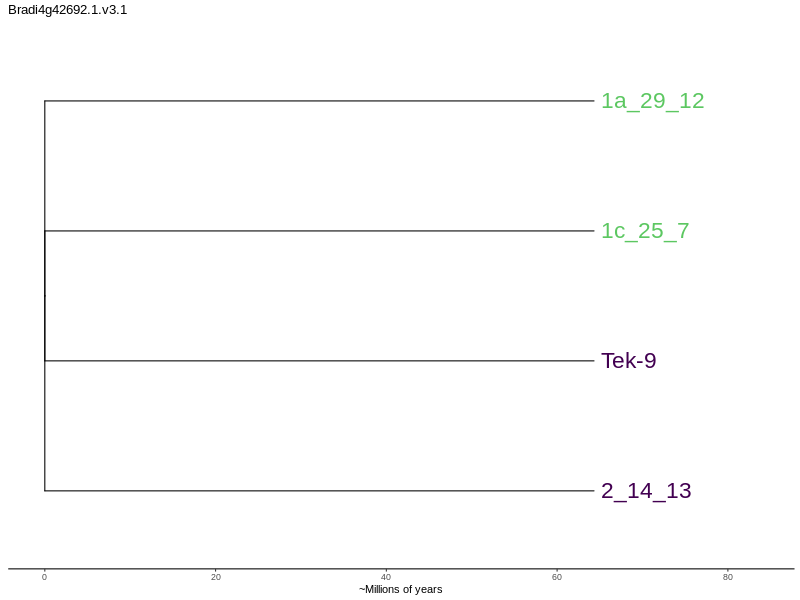 Bradi4g42692.1.v3.1
1a_29_12
1c_25_7
Tek-9
2_14_13
0 20 40 60 80
~Millions of years